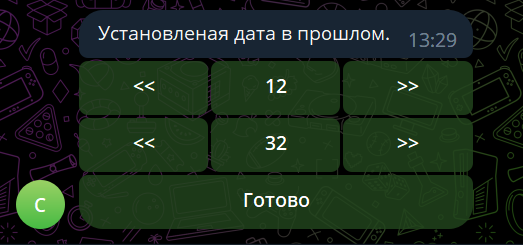 Установленая дата в прошлом.
13:29
<< 12 >>
<< 32 >>
Готово
С